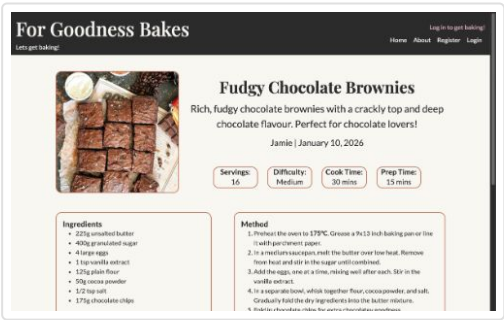 For Goodness Bakes
Lets get baking!
Log in to get baking!
Home About Register Login
Fudgy Chocolate Brownies
Rich, fudgy chocolate brownies with a crackly top and deep
chocolate flavour. Perfect for chocolate lovers!
Jamie | January 10, 2026
Servings:
16
Difficulty:
Medium
Cook Time:
30 mins
Prep Time:
15 mins
Ingredients
225g unsalted butter
400g granulated sugar
4 large eggs
1 tsp vanilla extract
125g plain flour
50g cocoa powder
1/2 tsp salt
175g chocolate chips
Method
1. Preheat the oven to 175°C. Grease a 9x13 inch baking pan or line
it with parchment paper.
2. In a medium saucepan, melt the butter over low heat. Remove
from heat and stir in the sugar until combined.
3. Add the eggs, one at a time, mixing well after each. Stir in the
vanilla extract.
4. In a separate bowl, whisk together flour, cocoa powder, and salt.
Gradually fold the dry ingredients into the butter mixture.
5. Fold in chocolate chips for extra chocolatey goodness.